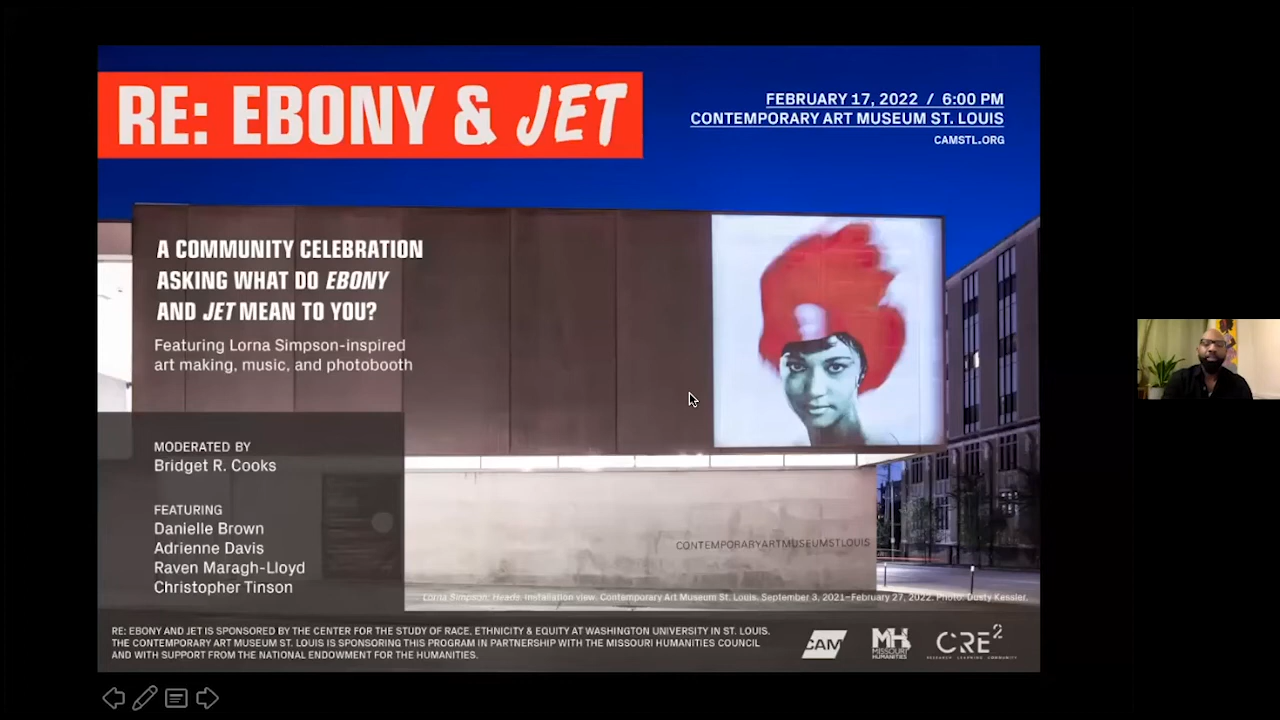 RE: EBONY & JET
FEBRUARY 17, 2022 / 6:00 PM
CONTEMPORARY ART MUSEUM ST. LOUIS
CAMSTL.ORG
A COMMUNITY CELEBRATION
ASKING WHAT DO EBONY
AND JET MEAN TO YOU?
Featuring Lorna Simpson-inspired
art making, music, and photobooth
MODERATED BY
Bridget R. Cooks
FEATURING
Danielle Brown
Adrienne Davis
Raven Maragh-Lloyd
Christopher Tinson
CONTEMPORARYARTMUSEUMSTLOUIS
Lorna Simpson: Heads. Installation view, Contemporary Art Museum St. Louis, September 3, 2021–February 27, 2022. Photo: Dusty Kessler.
RE: EBONY AND JET IS SPONSORED BY THE CENTER FOR THE STUDY OF RACE, ETHNICITY & EQUITY AT WASHINGTON UNIVERSITY IN ST. LOUIS.
THE CONTEMPORARY ART MUSEUM ST. LOUIS IS SPONSORING THIS PROGRAM IN PARTNERSHIP WITH THE MISSOURI HUMANITIES COUNCIL
AND WITH SUPPORT FROM THE NATIONAL ENDOWMENT FOR THE HUMANITIES.
CAM
MH
MISSOURI
HUMANITIES
CRE2
RESEARCH LEARNING COMMUNITY